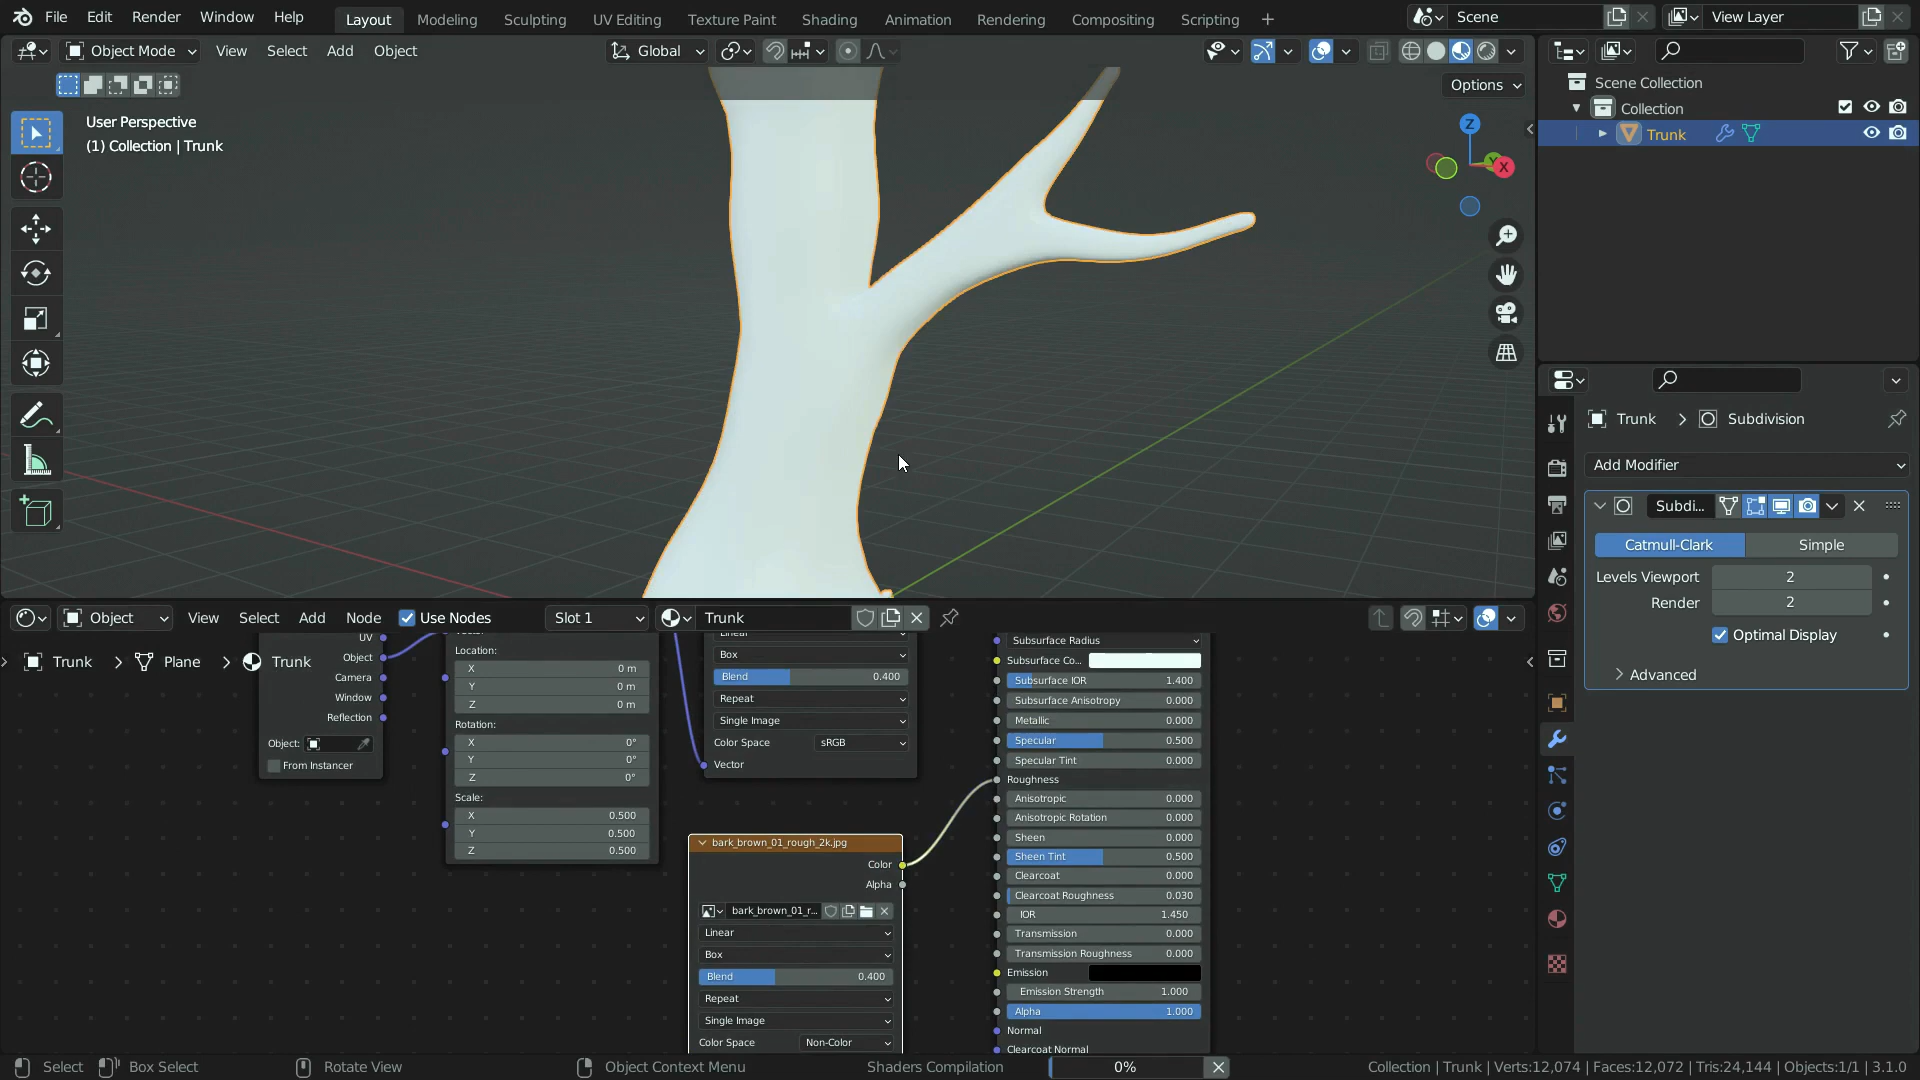 File Edit Render Window Help Layout Modeling Sculpting UV Editing Texture Paint Shading Animation Rendering Compositing Scripting + Scene View Layer
Object Mode View Select Add Object Global
Options
User Perspective
(1) Collection | Trunk
Z
Y
X
Scene Collection
Collection
Trunk
Trunk > Subdivision
Add Modifier
Subdi...
Catmull-Clark Simple
Levels Viewport 2
Render 2
Optimal Display
Advanced
Object View Select Add Node Use Nodes Slot 1 Trunk
Trunk > Plane > Trunk
UV
Object
Camera
Window
Reflection
Object:
From Instancer
Location:
X 0 m
Y 0 m
Z 0 m
Rotation:
X 0°
Y 0°
Z 0°
Scale:
X 0.500
Y 0.500
Z 0.500
Linear
Box
Blend 0.400
Repeat
Single Image
Color Space sRGB
Vector
bark_brown_01_rough_2k.jpg
Color
Alpha
bark_brown_01_r...
Linear
Box
Blend 0.400
Repeat
Single Image
Color Space Non-Color
Subsurface Radius
Subsurface Co...
Subsurface IOR 1.400
Subsurface Anisotropy 0.000
Metallic 0.000
Specular 0.500
Specular Tint 0.000
Roughness
Anisotropic 0.000
Anisotropic Rotation 0.000
Sheen 0.000
Sheen Tint 0.500
Clearcoat 0.000
Clearcoat Roughness 0.030
IOR 1.450
Transmission 0.000
Transmission Roughness 0.000
Emission
Emission Strength 1.000
Alpha 1.000
Normal
Clearcoat Normal
Select Box Select Rotate View Object Context Menu Shaders Compilation 0% Collection | Trunk | Verts:12,074 | Faces:12,072 | Tris:24,144 | Objects:1/1 | 3.1.0